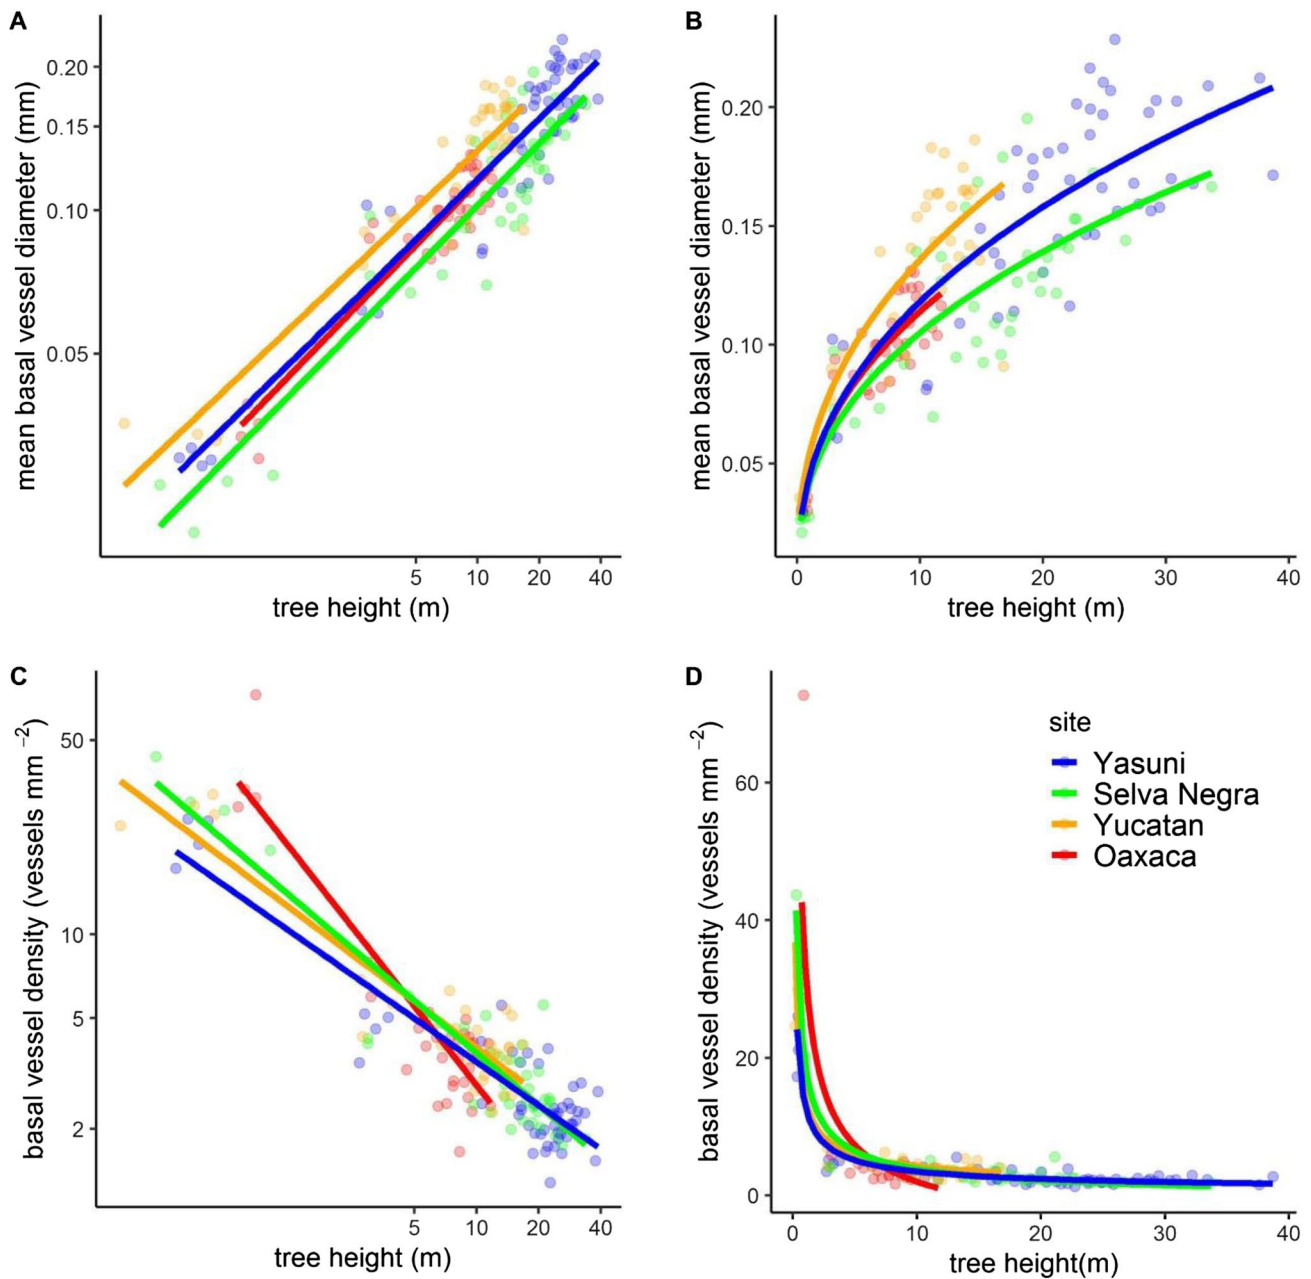 A
mean basal vessel diameter (mm)
0.20
0.15
0.10
0.05
5 10 20 40
tree height (m)
B
mean basal vessel diameter (mm)
0.20
0.15
0.10
0.05
0 10 20 30 40
tree height (m)
C
basal vessel density (vessels mm⁻²)
50
10
5
2
5 10 20 40
tree height (m)
D
basal vessel density (vessels mm⁻²)
60
40
20
0
0 10 20 30 40
tree height(m)
site
Yasuni
Selva Negra
Yucatan
Oaxaca